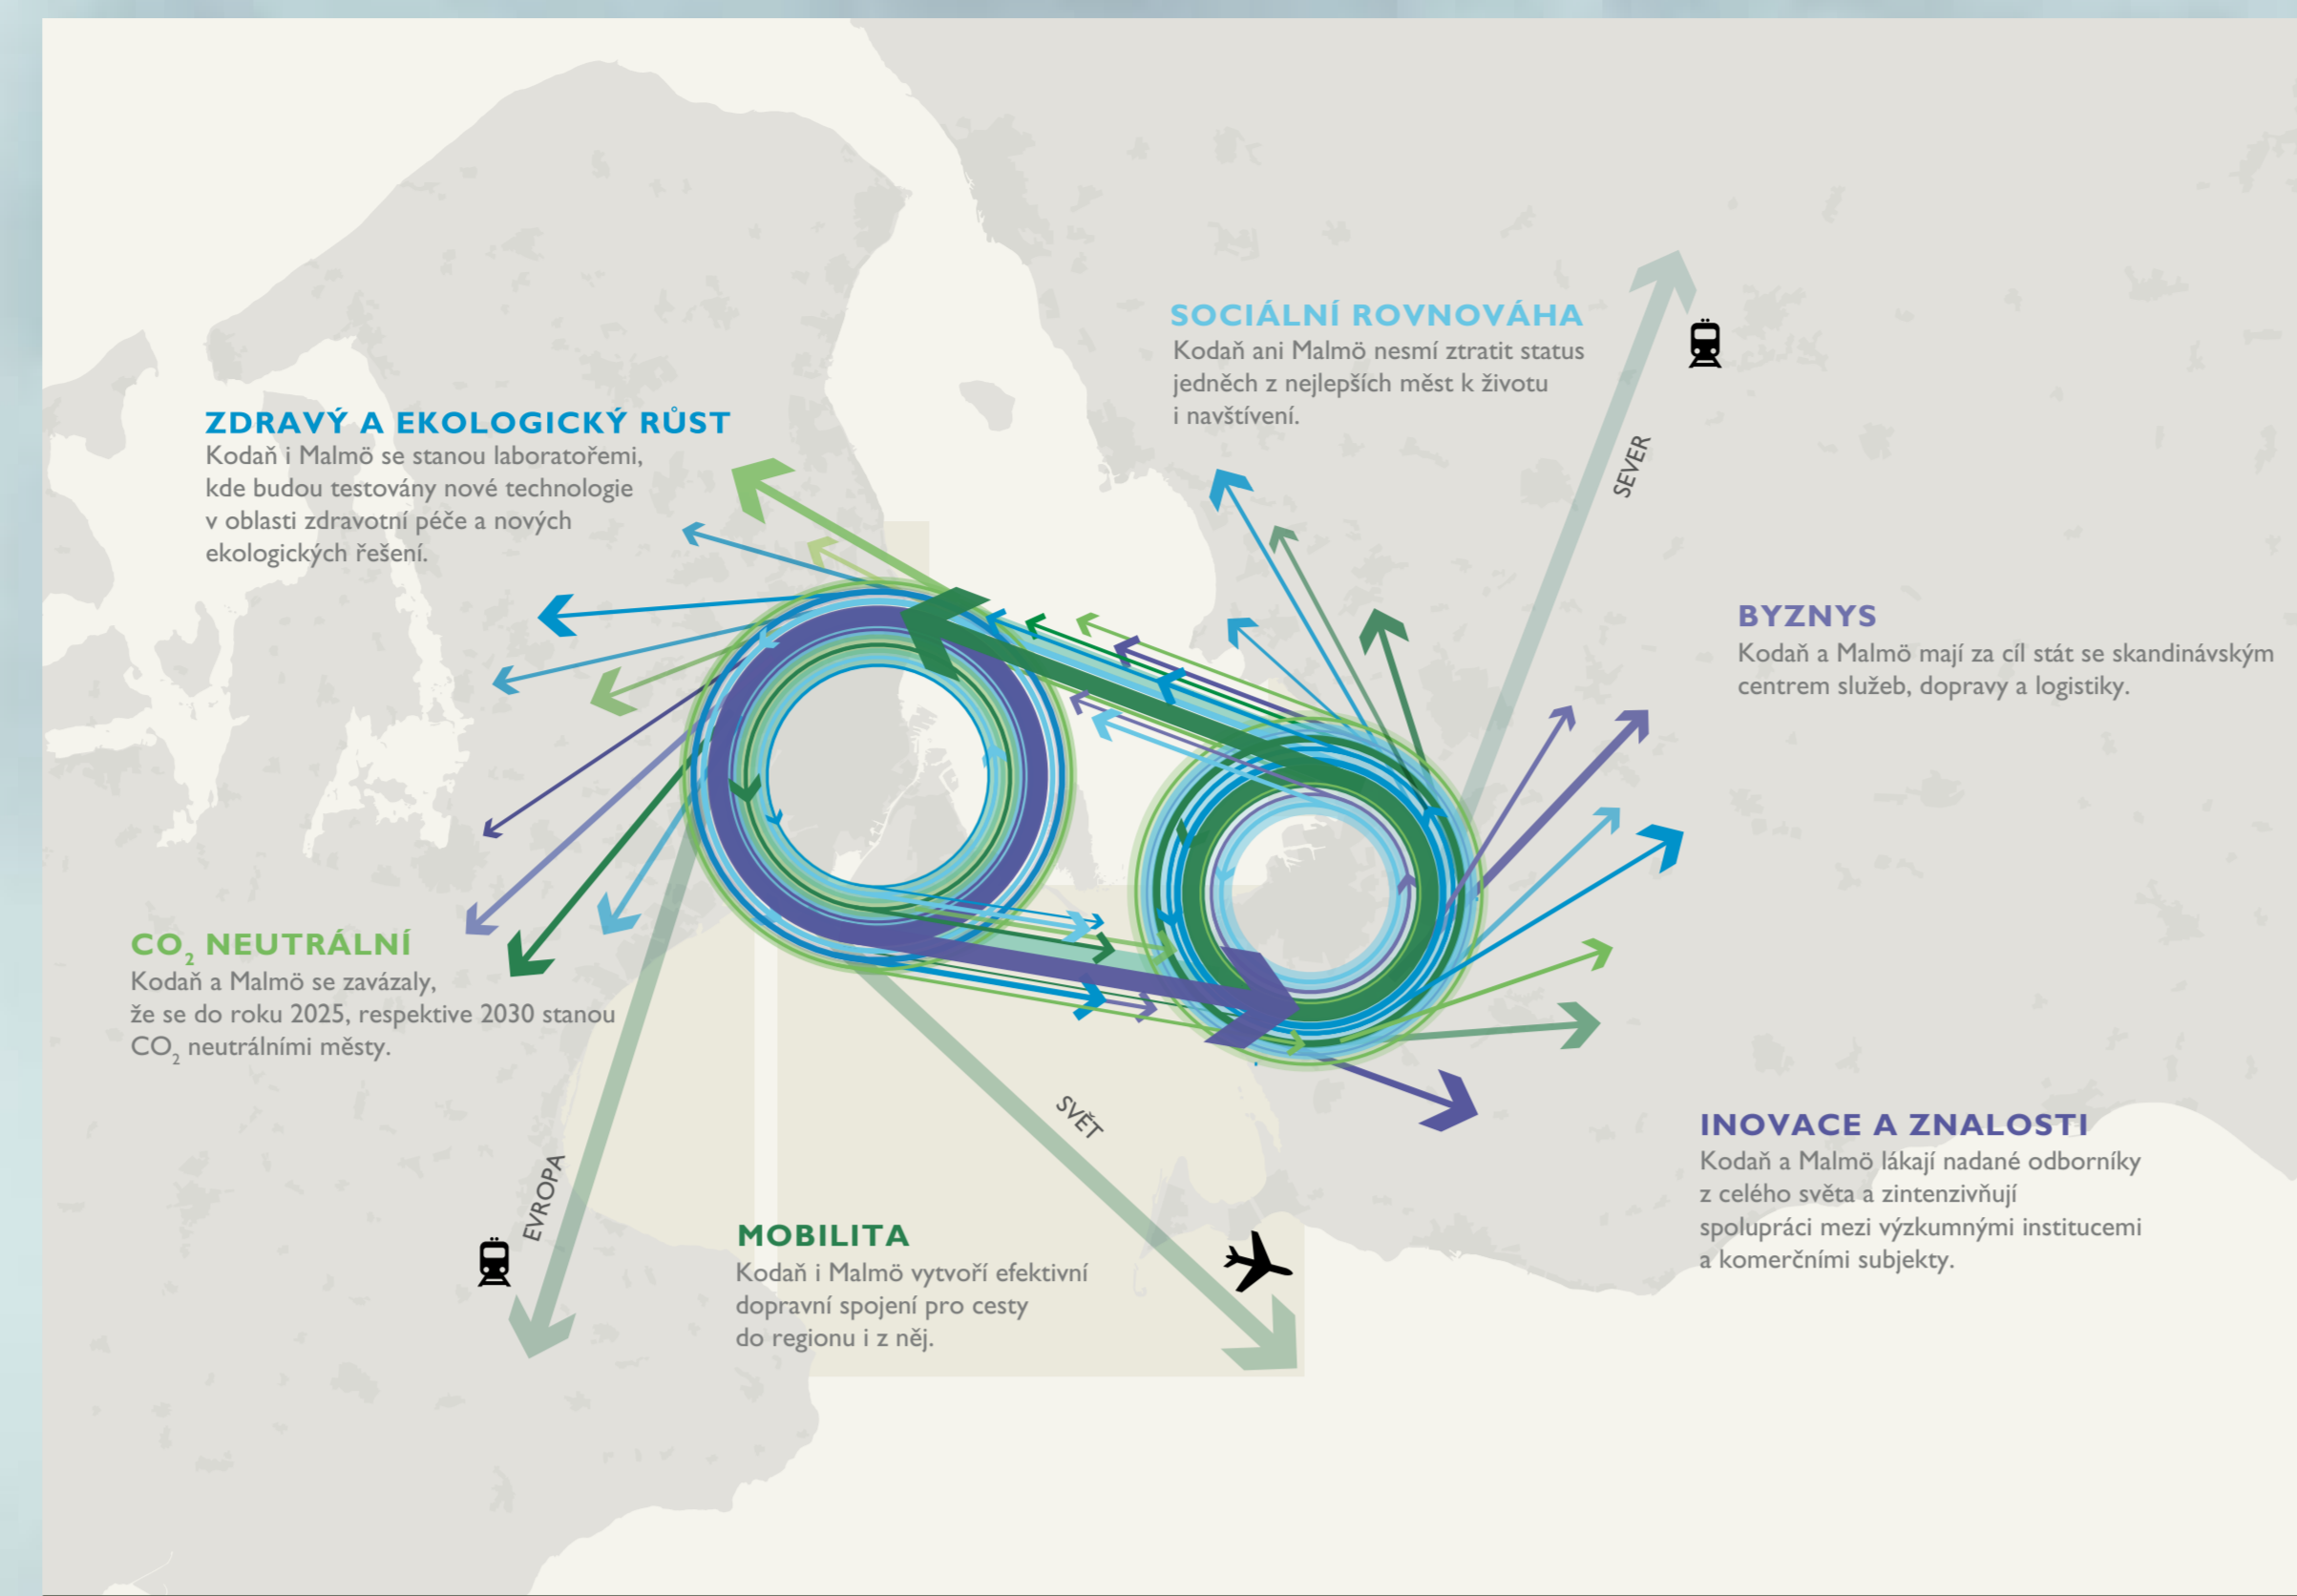 SOCIÁLNÍ ROVNOVÁHA
Kodaň ani Malmö nesmí ztratit status
jedněch z nejlepších měst k životu
i navštívení.
ZDRAVÝ A EKOLOGICKÝ RŮST
Kodaň i Malmö se stanou laboratořemi,
kde budou testovány nové technologie
v oblasti zdravotní péče a nových
ekologických řešení.
SEVER
BYZNYS
Kodaň a Malmö mají za cíl stát se skandinávským
centrem služeb, dopravy a logistiky.
CO₂ NEUTRÁLNÍ
Kodaň a Malmö se zavázaly,
že se do roku 2025, respektive 2030 stanou
CO₂ neutrálními městy.
SVĚT
EVROPA
INOVACE A ZNALOSTI
Kodaň a Malmö lákají nadané odborníky
z celého světa a zintenzivňují
spolupráci mezi výzkumnými institucemi
a komerčními subjekty.
MOBILITA
Kodaň i Malmö vytvoří efektivní
dopravní spojení pro cesty
do regionu i z něj.